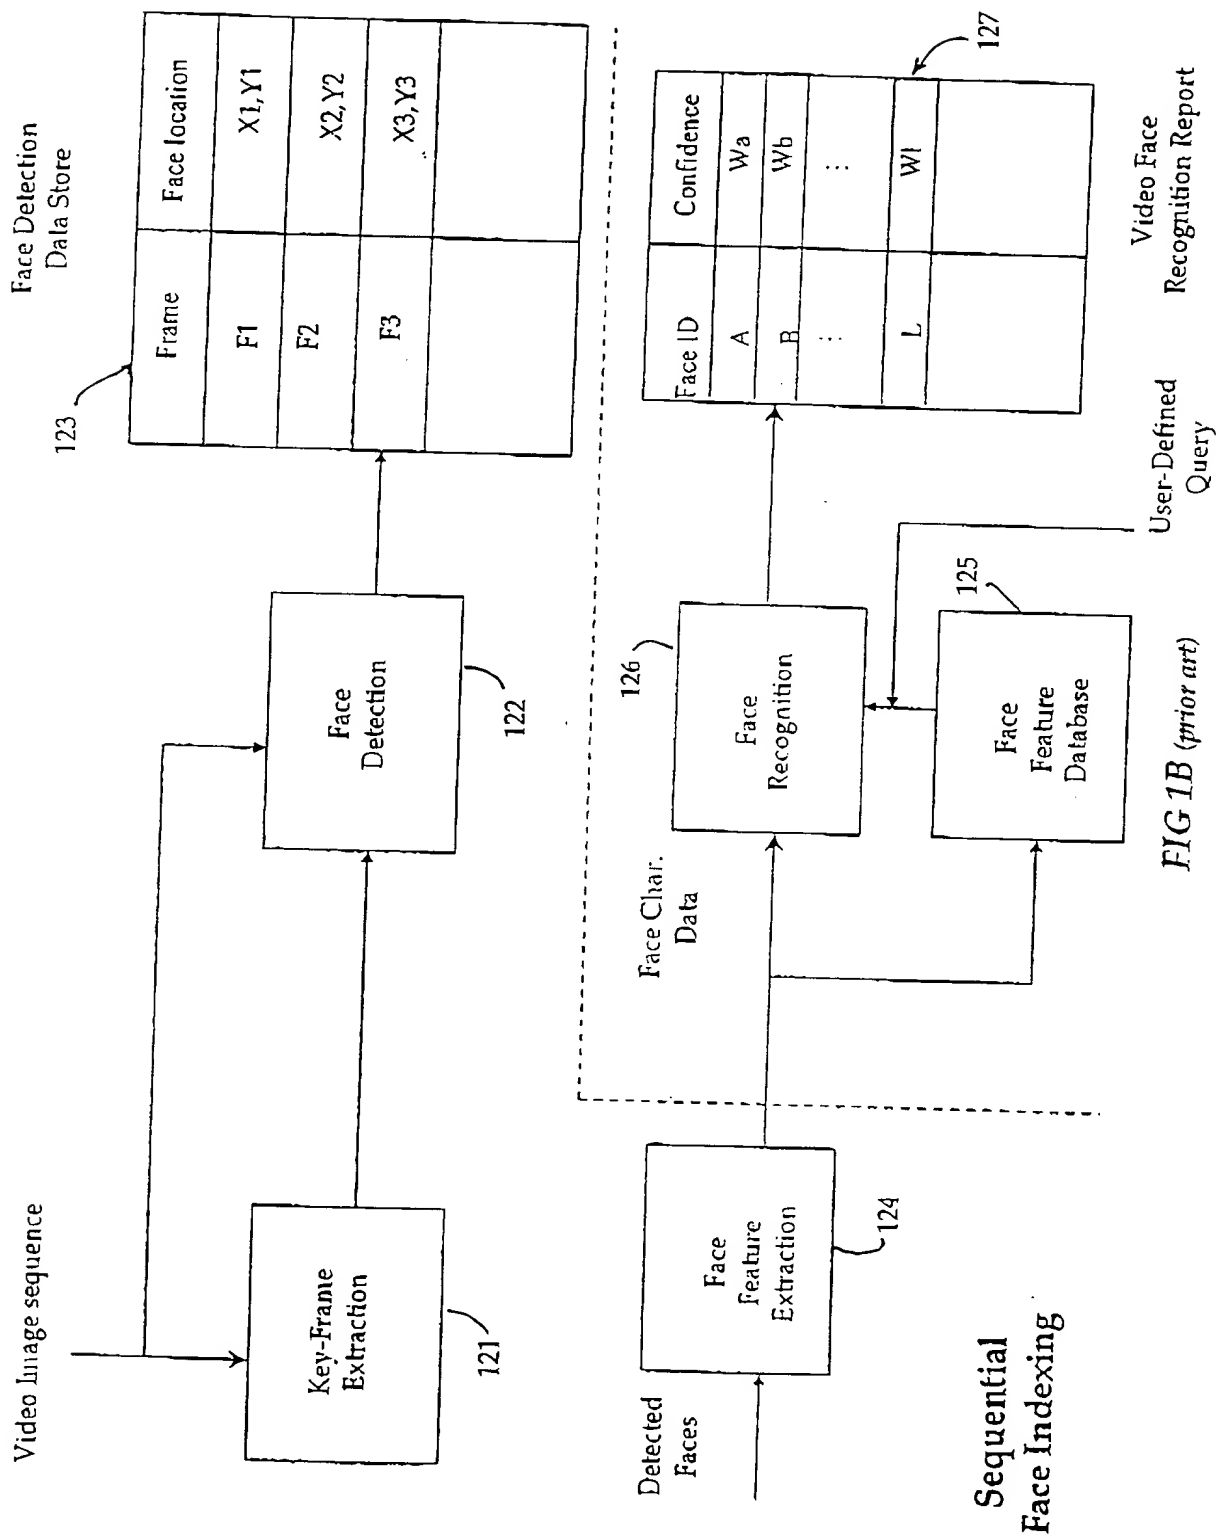 Video Image sequence
Key-Frame
Extraction
121
Face
Detection
122
Face Detection
Data Store
123
Frame
Face location
F1
X1,Y1
F2
X2,Y2
F3
X3,Y3
Detected
Faces
Face
Feature
Extraction
124
Face Char.
Data
Face
Recognition
126
Face
Feature
Database
125
User-Defined
Query
Face ID
Confidence
A
Wa
B
Wb
⋮
⋮
L
Wl
127
Video Face
Recognition Report
Sequential
Face Indexing
FIG 1B (prior art)